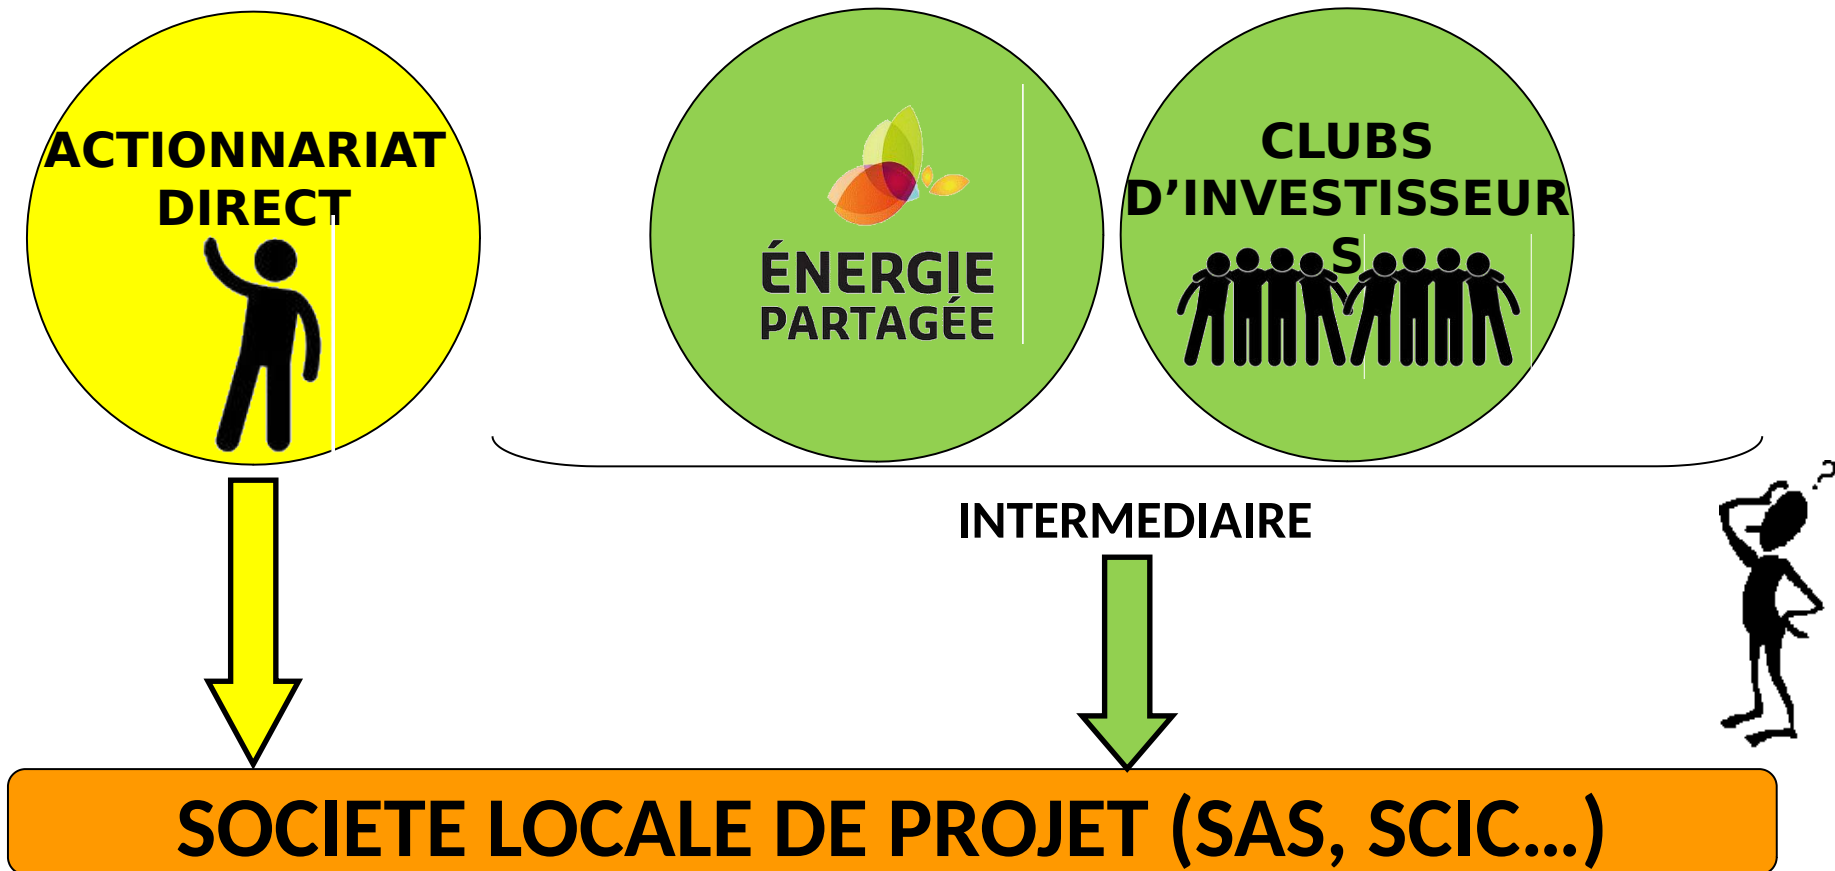 ACTIONNARIAT
DIRECT
ÉNERGIE
PARTAGÉE
CLUBS
D’INVESTISSEUR
S
INTERMEDIAIRE
?
SOCIETE LOCALE DE PROJET (SAS, SCIC…)